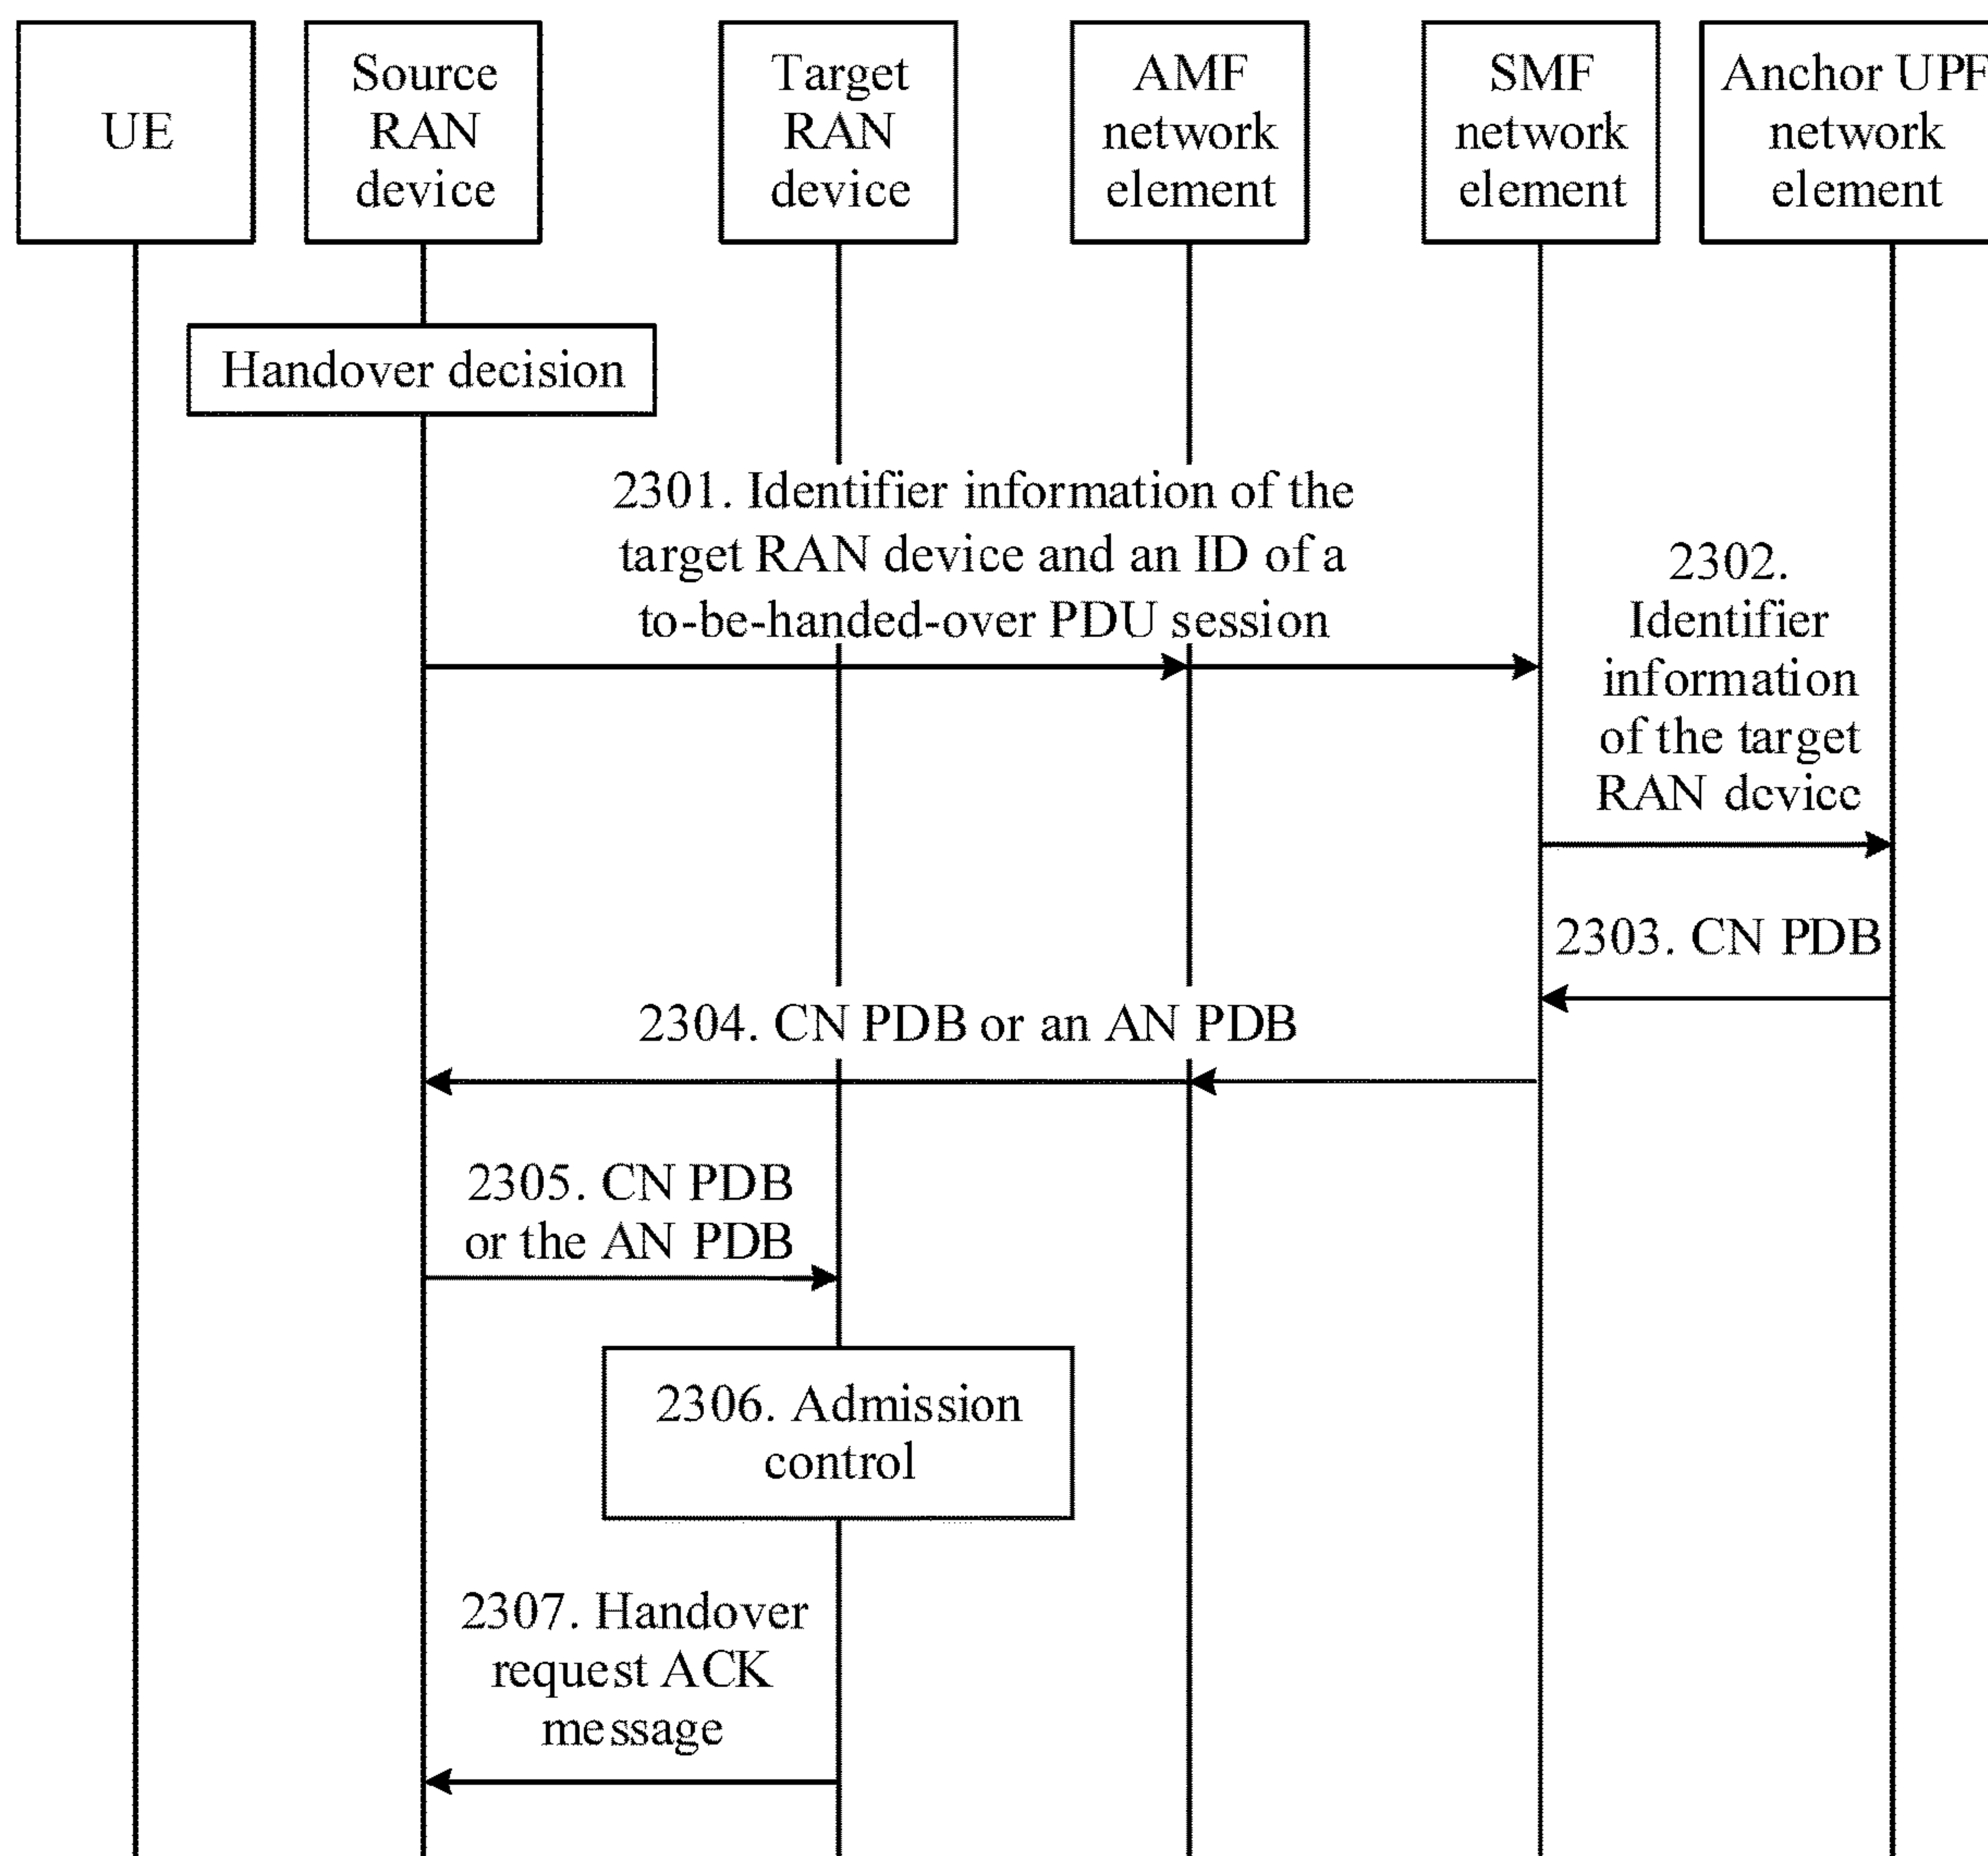 UE
Source
RAN
device
Target
RAN
device
AMF
network
element
SMF
network
element
Anchor UPF
network
element
Handover decision
2301. Identifier information of the
target RAN device and an ID of a
to-be-handed-over PDU session
2302.
Identifier
information
of the target
RAN device
2303. CN PDB
2304. CN PDB or an AN PDB
2305. CN PDB
or the AN PDB
2306. Admission
control
2307. Handover
request ACK
message